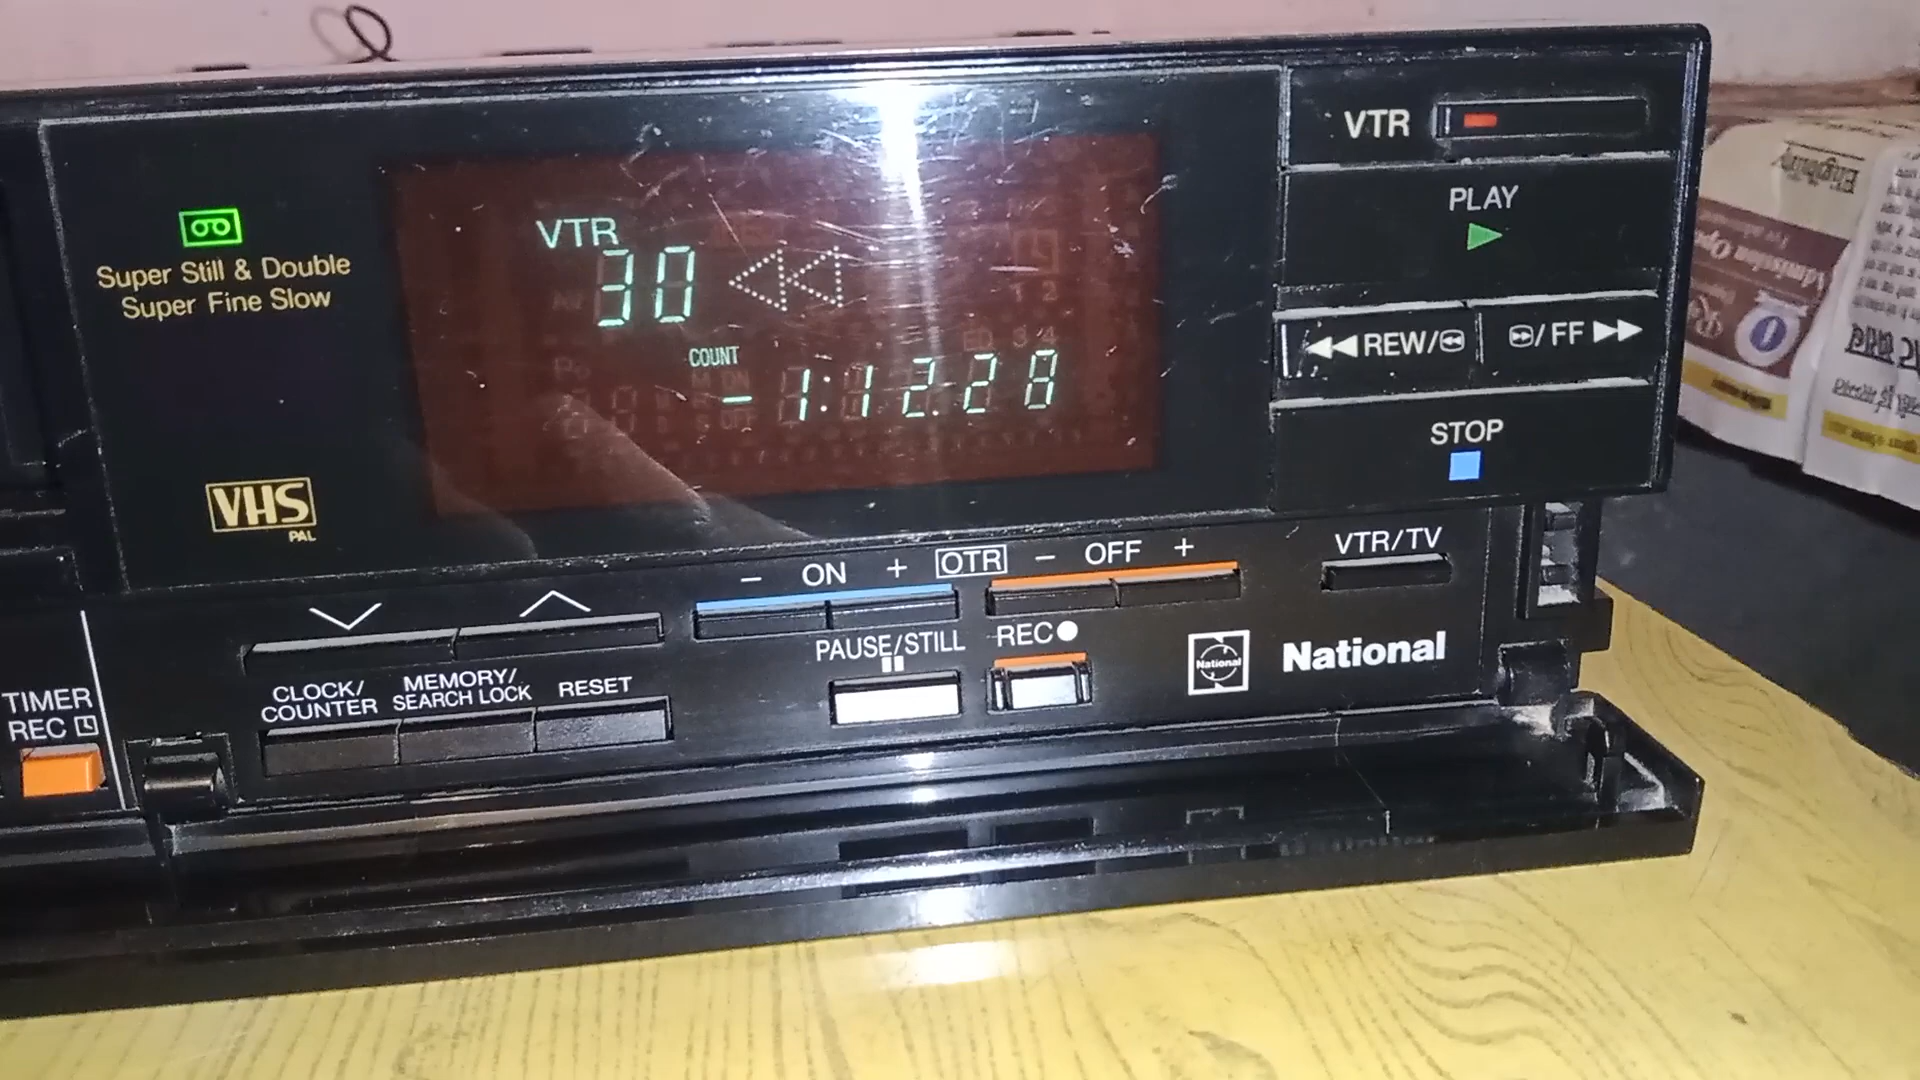 VTR
PLAY
REW/
/ FF
STOP
Super Still & Double
Super Fine Slow
VHS
PAL
VTR
30
COUNT
-1:12.28
VTR/TV
- ON + OTR - OFF +
PAUSE/STILL
REC
National
National
TIMER
REC
CLOCK/
COUNTER
MEMORY/
SEARCH LOCK
RESET